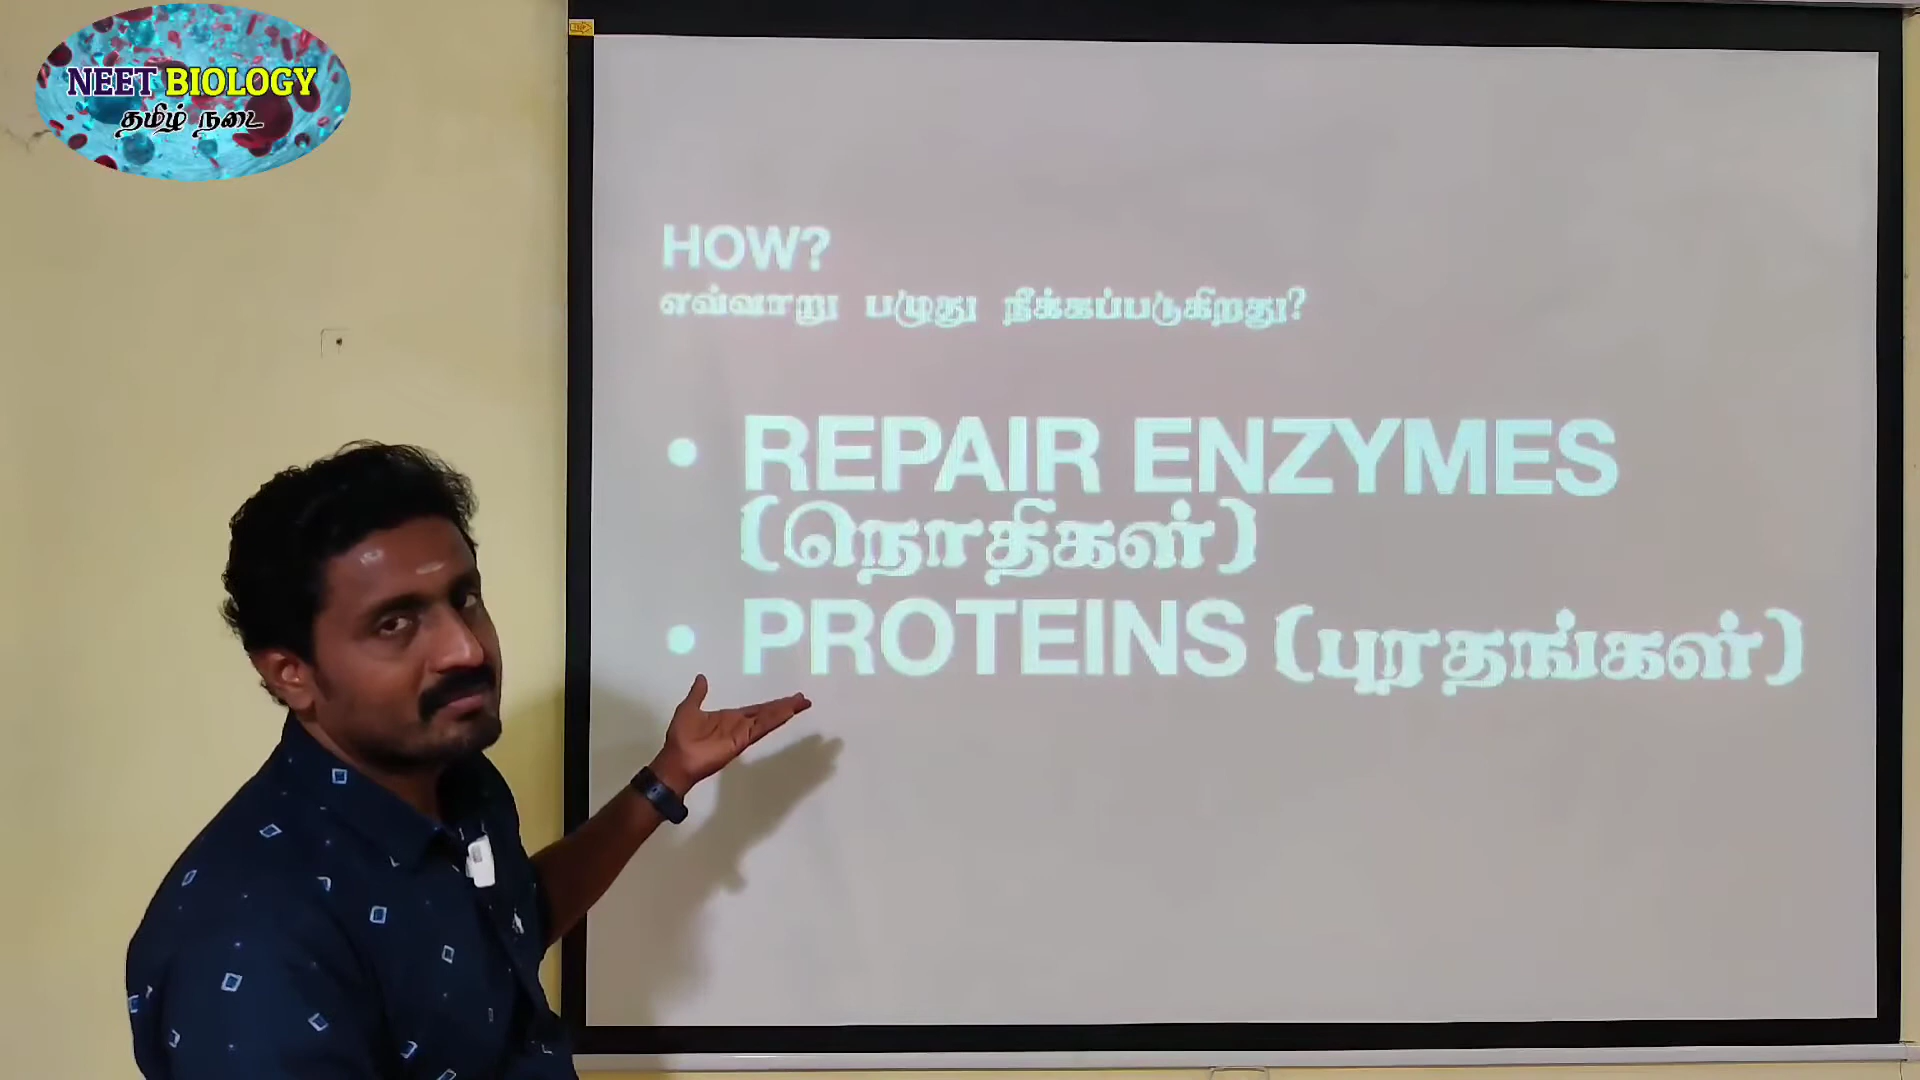 NEET BIOLOGY
தமிழ் நடை
HOW?
எவ்வாறு பழுது நீக்கப்படுகிறது?
• REPAIR ENZYMES
(நொதிகள்)
• PROTEINS (புரதங்கள்)